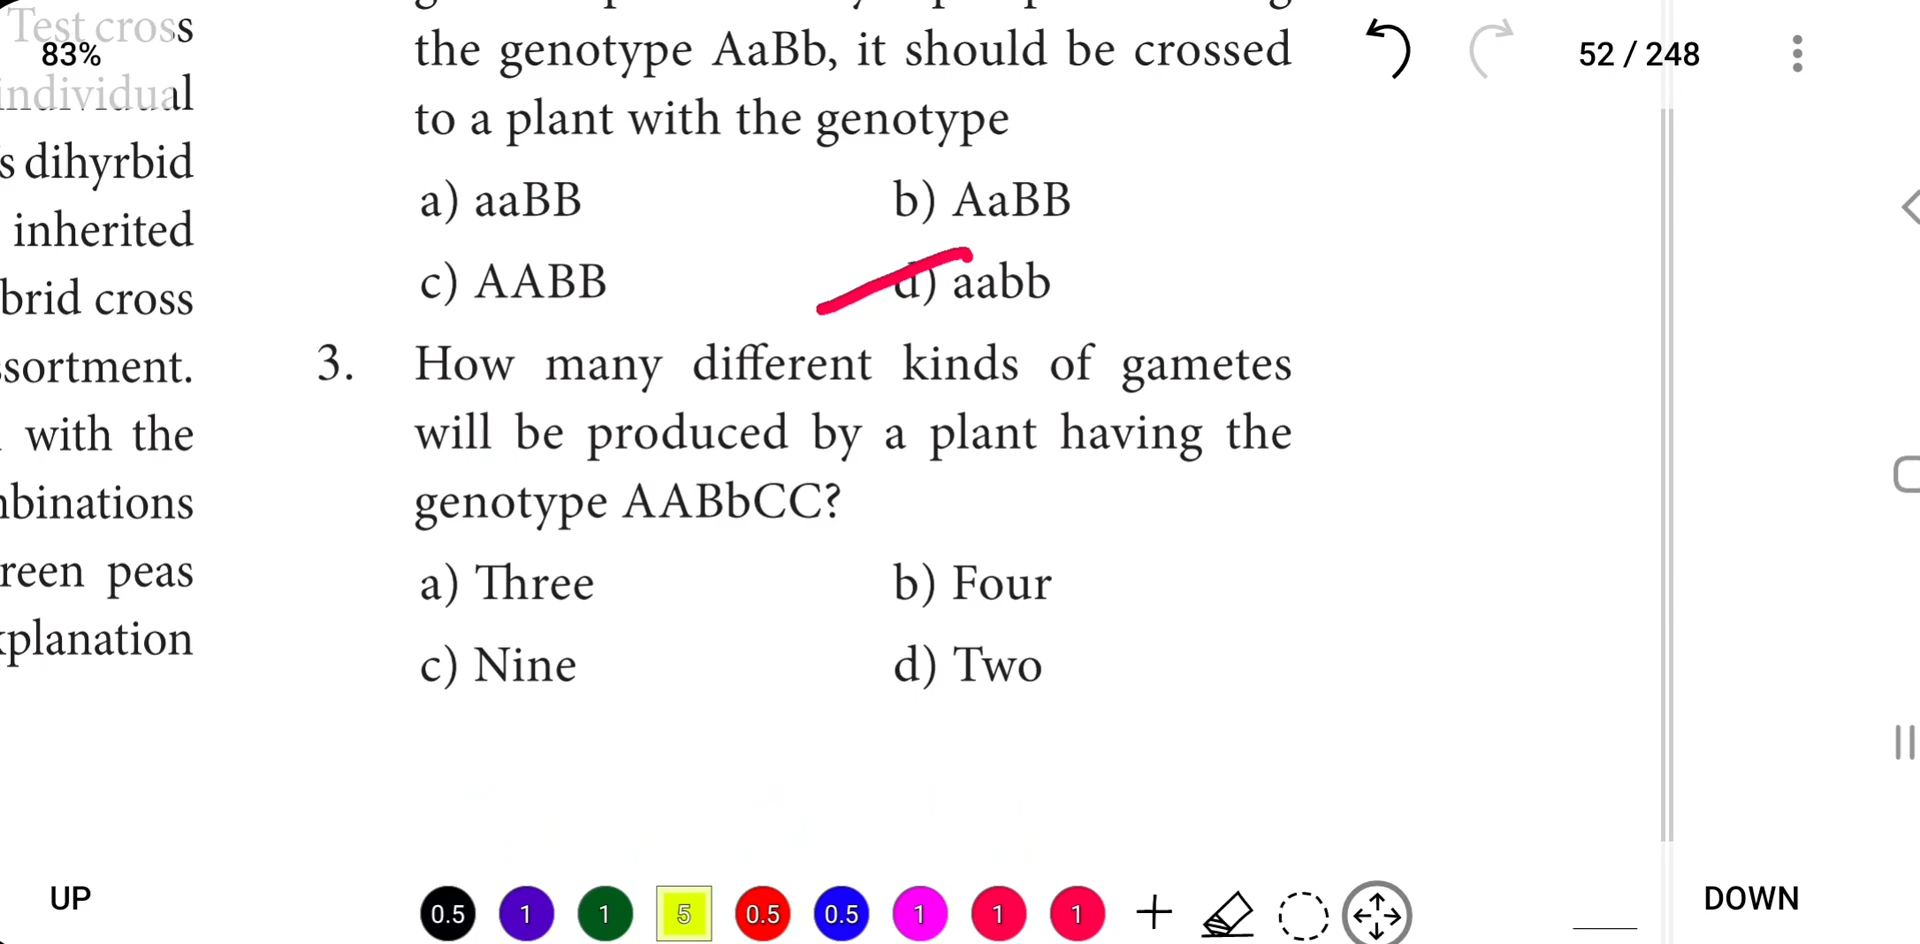 Test cross
83%
individual
s dihyrbid
inherited
brid cross
ssortment.
with the
nbinations
reen peas
xplanation
the genotype AaBb, it should be crossed
to a plant with the genotype
a) aaBB
b) AaBB
c) AABB
d) aabb
3. How many different kinds of gametes
will be produced by a plant having the
genotype AABbCC?
a) Three
b) Four
c) Nine
d) Two
52 / 248
UP
0.5 1 1 5 0.5 0.5 1 1 1
DOWN